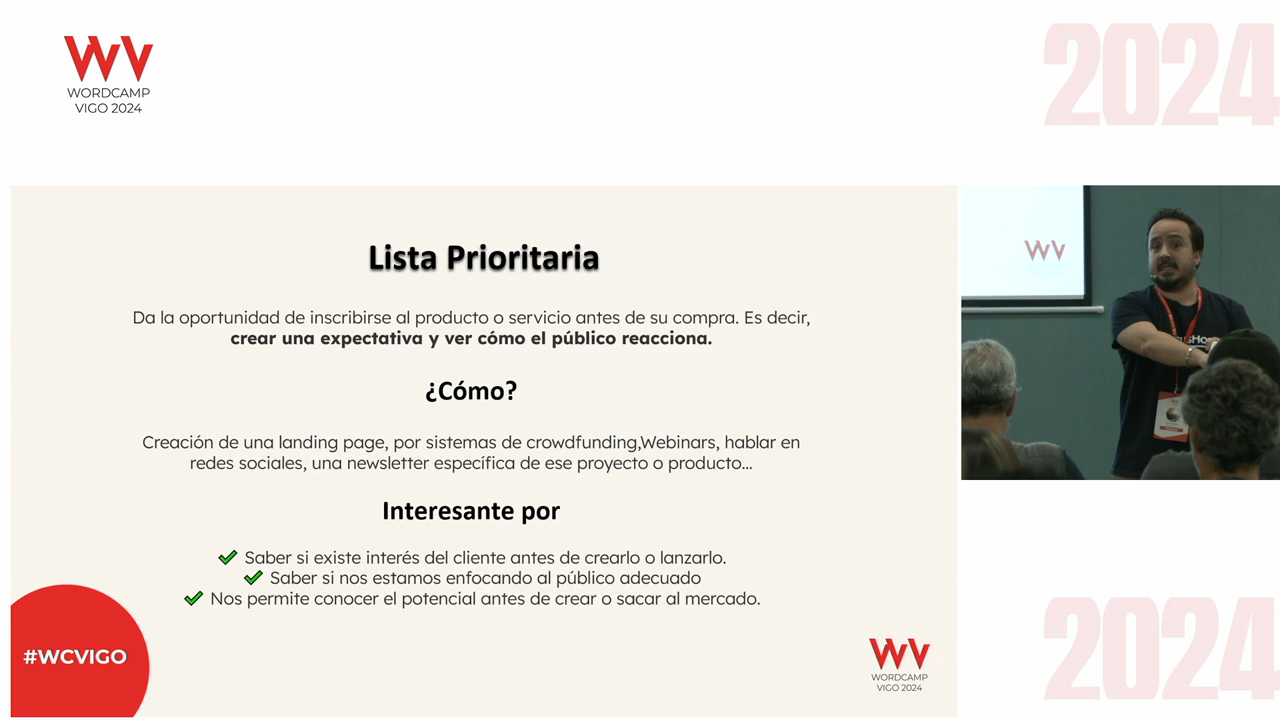 WORDCAMP
VIGO 2024
2024
Lista Prioritaria
Da la oportunidad de inscribirse al producto o servicio antes de su compra. Es decir,
crear una expectativa y ver cómo el público reacciona.
¿Cómo?
Creación de una landing page, por sistemas de crowdfunding,Webinars, hablar en
redes sociales, una newsletter específica de ese proyecto o producto...
Interesante por
Saber si existe interés del cliente antes de crearlo o lanzarlo.
Saber si nos estamos enfocando al público adecuado
Nos permite conocer el potencial antes de crear o sacar al mercado.
#WCVIGO
WORDCAMP
VIGO 2024
2024